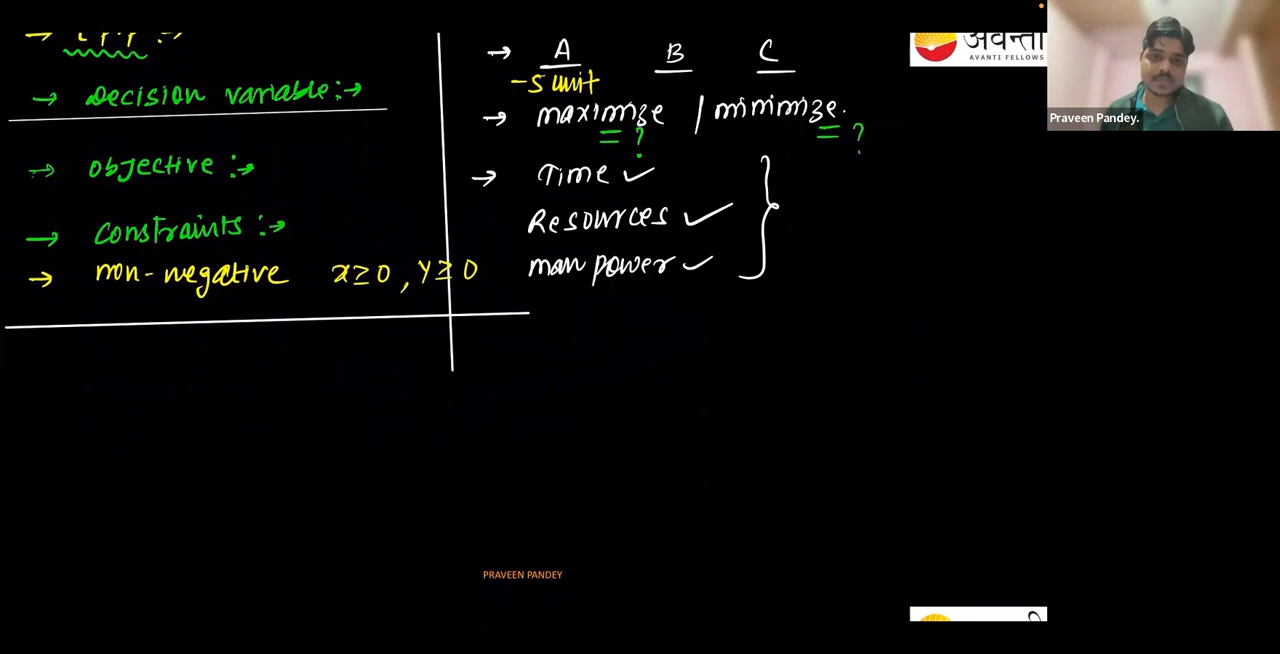 → L.P.P :→
→ Decision variable :→
→ objective :→
→ constraints :→
→ non-negative x ≥ 0 , y ≥ 0
→ A B C
-5 unit
→ maximize / minimize.
= ? = ?
→ Time ✓
Resources ✓
man power ✓
अवन्ती
AVANTI FELLOWS
Praveen Pandey.
PRAVEEN PANDEY